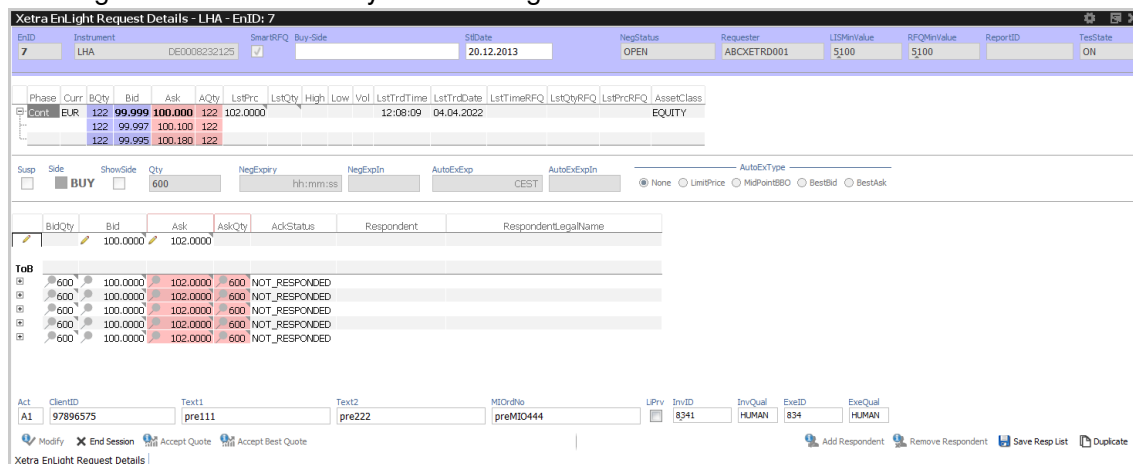 Xetra EnLight Request Details - LHA - EnID: 7
EnID Instrument SmartRFQ Buy-Side StlDate NegStatus Requester LISMinValue RFQMinValue ReportID TesState
7 LHA DE0008232125 20.12.2013 OPEN ABCXETRD001 5100 5100 ON
Phase Curr BQty Bid Ask AQty LstPrc LstQty High Low Vol LstTrdTime LstTrdDate LstTimeRFQ LstQtyRFQ LstPrcRFQ AssetClass
Cont EUR 122 99.999 100.000 122 102.0000 12:08:09 04.04.2022 EQUITY
122 99.997 100.100 122
122 99.995 100.180 122
Susp Side ShowSide Qty NegExpiry NegExpIn AutoExExp AutoExExpIn AutoExType
BUY 600 hh:mm:ss CEST None LimitPrice MidPointBBO BestBid BestAsk
BidQty Bid Ask AskQty AckStatus Respondent RespondentLegalName
100.0000 102.0000
ToB
600 100.0000 102.0000 600 NOT_RESPONDED
600 100.0000 102.0000 600 NOT_RESPONDED
600 100.0000 102.0000 600 NOT_RESPONDED
600 100.0000 102.0000 600 NOT_RESPONDED
600 100.0000 102.0000 600 NOT_RESPONDED
Act ClientID Text1 Text2 MIOrdNo LiPrv InvID InvQual ExeID ExeQual
A1 97896575 pre111 pre222 preMIO444 8341 HUMAN 834 HUMAN
Modify End Session Accept Quote Accept Best Quote Add Respondent Remove Respondent Save Resp List Duplicate
Xetra EnLight Request Details